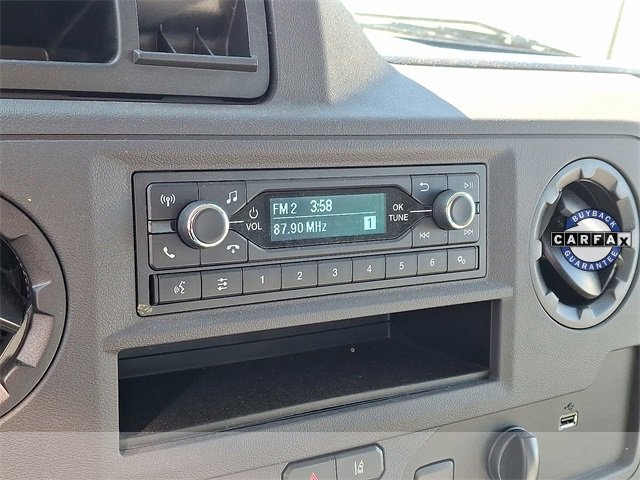 FM 2 3:58
87.90 MHz 1
VOL
OK
TUNE
1 2 3 4 5 6
BUYBACK
CARFAX
GUARANTEE